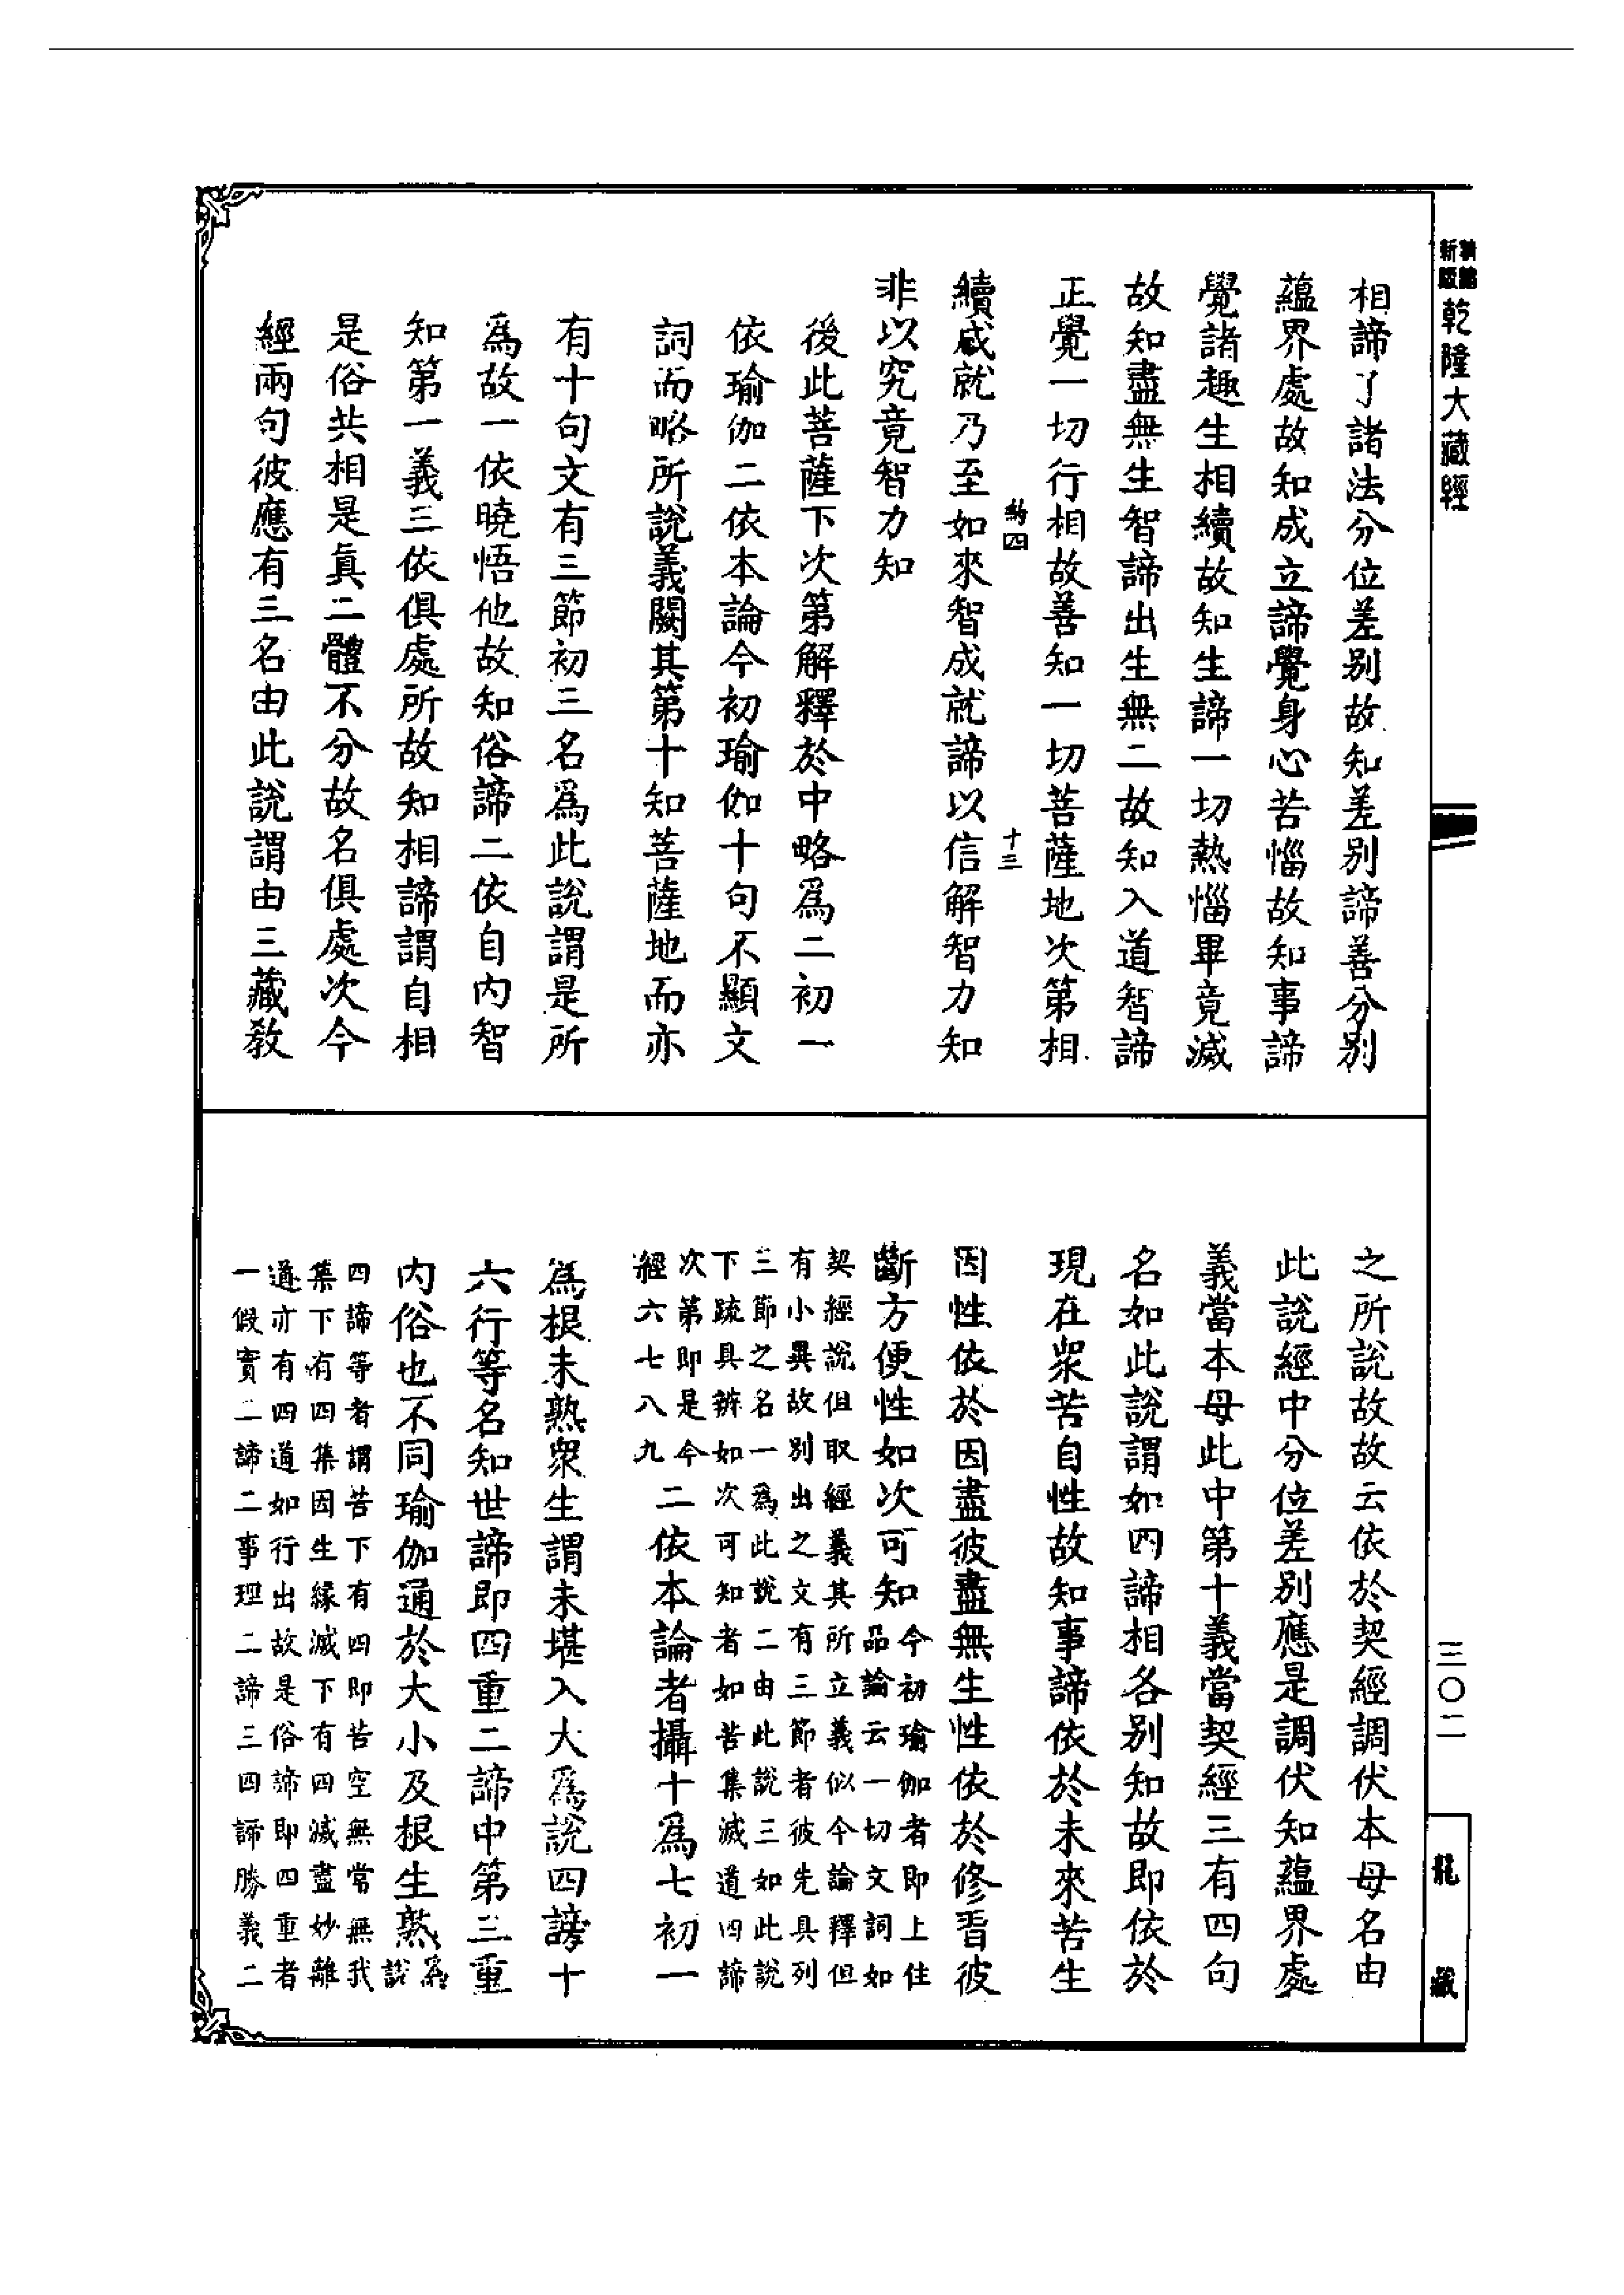 新版精縮
乾隆大藏經
相諦了諸法分位差別故知差別諦善分別
蘊界處故知成立諦覺身心苦惱故知事諦
覺諸趣生相續故知生諦一切熱惱畢竟滅
故知盡無生智諦出生無二故知入道智諦
正覺一切行相故善知一切菩薩地次第相
十三
續成就乃至如來智成就諦以信解智力知
非以究竟智力知
後此菩薩下次第解釋於中略為二初一
依瑜伽二依本論今初瑜伽十句不顯文
詞而略所說義闕其第十知菩薩地而亦
有十句文有三節初三名為此說謂是所
為故一依曉悟他故知俗諦二依自內智
知第一義三依俱處所故知相諦謂自相
是俗共相是真二體不分故名俱處次今
經兩句彼應有三名由此說謂由三藏教
之所說故故云依於契經調伏本母名由
此說經中分位差別應是調伏知蘊界處
義當本母此中第十義當契經三有四句
名如此說謂如四諦相各別知故即依於
現在眾苦自性故知事諦依於未來苦生
因性依於因盡彼盡無生性依於修習彼
斷方便性如次可知今初瑜伽者即上住
品論云一切文詞如
契經說但取經義其所立義似今論釋但
有小異故別出之文有三節者彼先具列
三節之名一為此說二由此說三如此說
下疏具辨如次可知者如苦集滅道四諦
次第即是今
經六七八九二依本論者攝十為七初一
為根未熟眾生謂未堪入大為說四諦十
六行等名知世諦即四重二諦中第三重
內俗也不同瑜伽通於大小及根生熟為
說
四諦等者謂苦下有四即苦空無常無我
集下有四集因生緣滅下有四滅盡妙離
道亦有四道如行出故是俗諦即四重者
一假實二諦二事理二諦三四諦勝義二
三〇二
龍藏